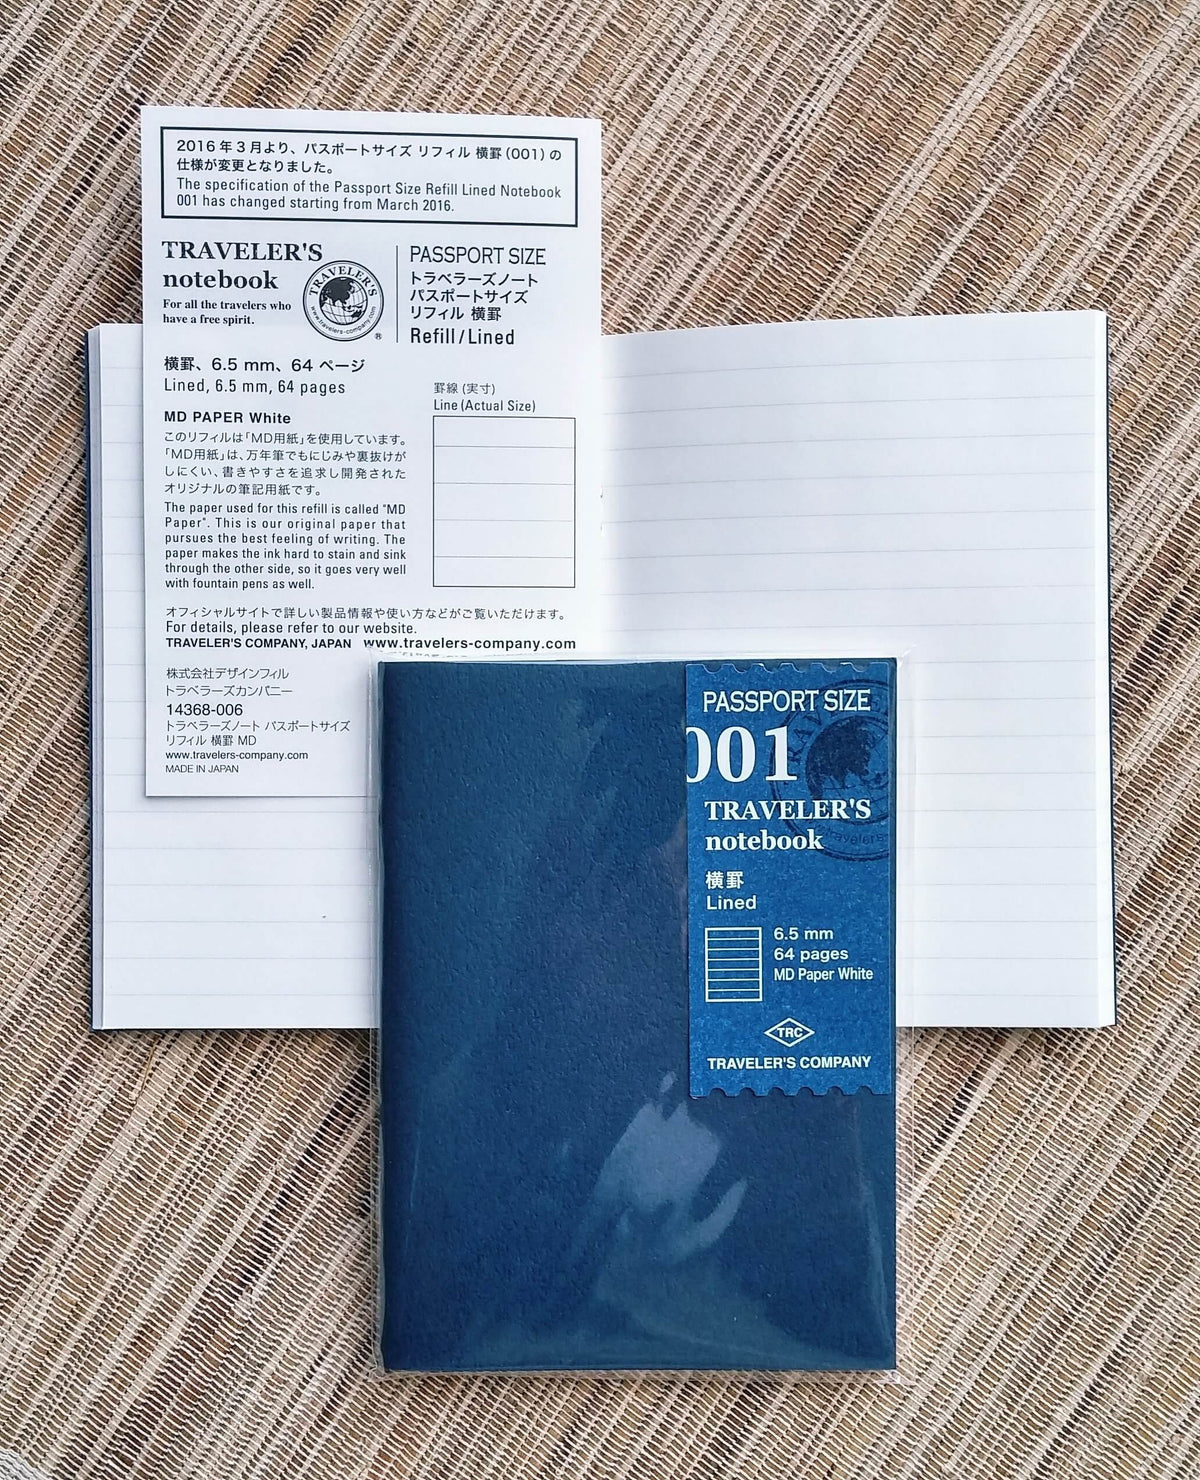 2016年3月より、パスポートサイズ リフィル 横罫(001)の
仕様が変更となりました。
The specification of the Passport Size Refill Lined Notebook
001 has changed starting from March 2016.
TRAVELER'S
notebook
For all the travelers who
have a free spirit.
TRAVELER'S
www.travelers-company.com
®
PASSPORT SIZE
トラベラーズノート
パスポートサイズ
リフィル 横罫
Refill/Lined
横罫、6.5 mm、64 ページ
Lined, 6.5 mm, 64 pages
罫線 (実寸)
Line (Actual Size)
MD PAPER White
このリフィルは「MD用紙」を使用しています。
「MD用紙」は、万年筆でもにじみや裏抜けが
しにくい、書きやすさを追求し開発された
オリジナルの筆記用紙です。
The paper used for this refill is called "MD
Paper". This is our original paper that
pursues the best feeling of writing. The
paper makes the ink hard to stain and sink
through the other side, so it goes very well
with fountain pens as well.
オフィシャルサイトで詳しい製品情報や使い方などがご覧いただけます。
For details, please refer to our website.
TRAVELER'S COMPANY, JAPAN www.travelers-company.com
株式会社デザインフィル
トラベラーズカンパニー
14368-006
トラベラーズノート パスポートサイズ
リフィル 横罫 MD
www.travelers-company.com
MADE IN JAPAN
PASSPORT SIZE
001
TRAVELER'S
notebook
横罫
Lined
6.5 mm
64 pages
MD Paper White
TRC
TRAVELER'S COMPANY